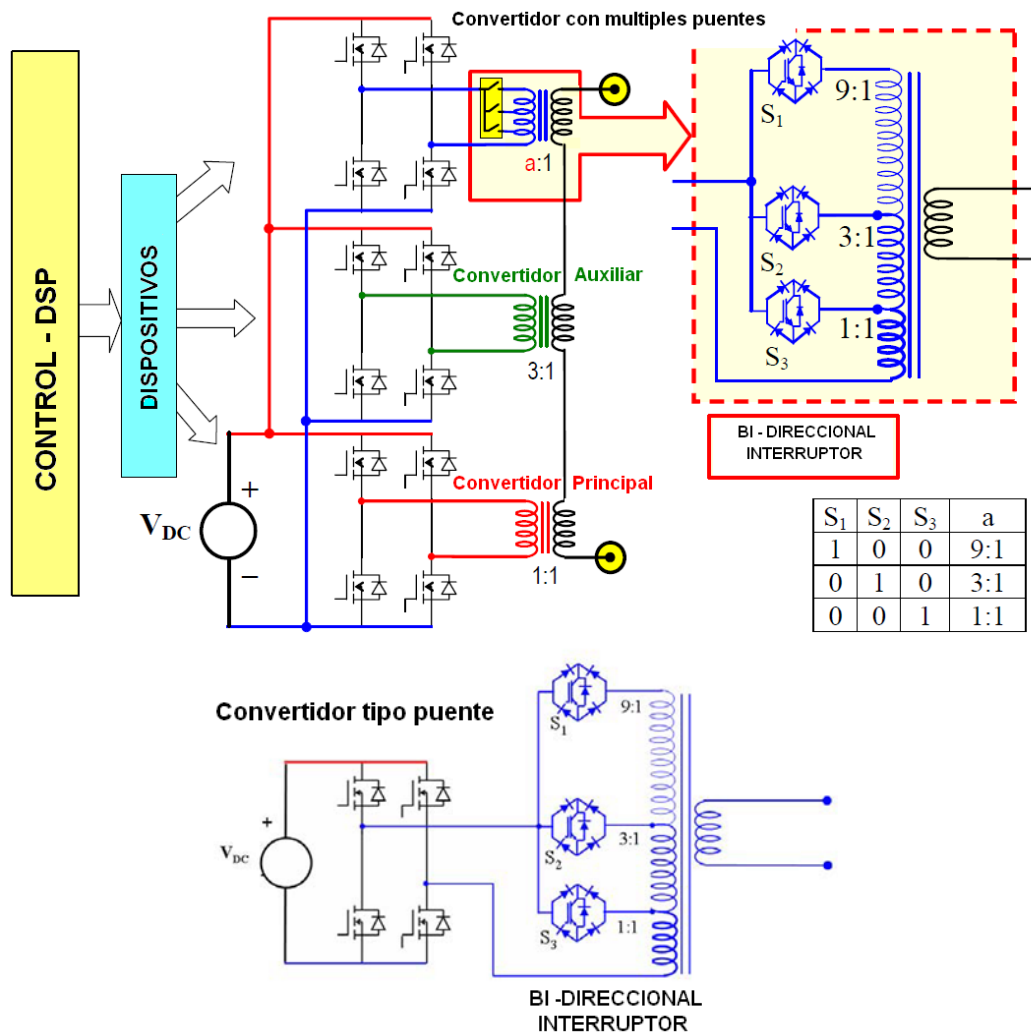 Convertidor con multiples puentes
CONTROL - DSP
DISPOSITIVOS
a:1
Convertidor Auxiliar
3:1
Convertidor Principal
1:1
+
V_DC
−
S₁
9:1
S₂
3:1
S₃
1:1
BI - DIRECCIONAL
INTERRUPTOR
S₁ S₂ S₃ a
1 0 0 9:1
0 1 0 3:1
0 0 1 1:1
Convertidor tipo puente
+
V_DC
-
S₁
9:1
S₂
3:1
S₃
1:1
BI -DIRECCIONAL
INTERRUPTOR